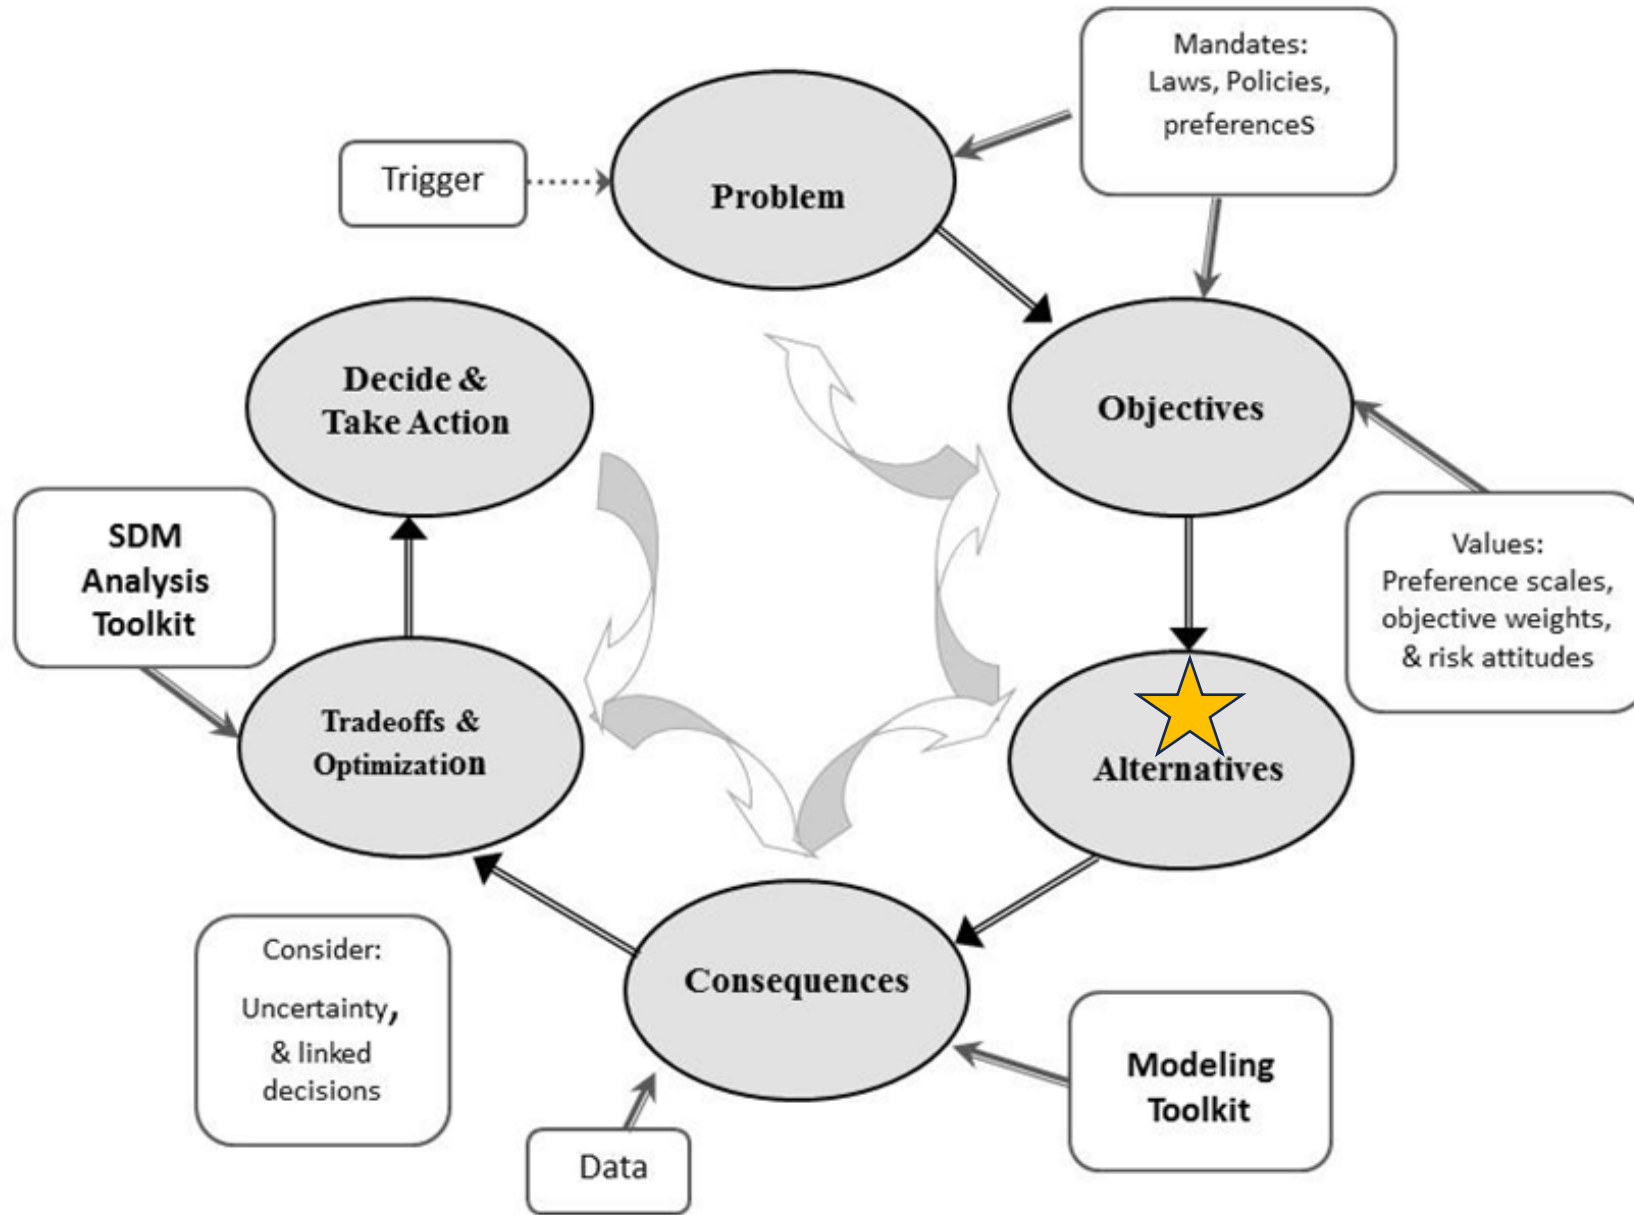 Mandates:
Laws, Policies,
preferences
Trigger
Problem
Decide &
Take Action
Objectives
SDM
Analysis
Toolkit
Values:
Preference scales,
objective weights,
& risk attitudes
Tradeoffs &
Optimization
Alternatives
Consider:
Uncertainty,
& linked
decisions
Consequences
Modeling
Toolkit
Data